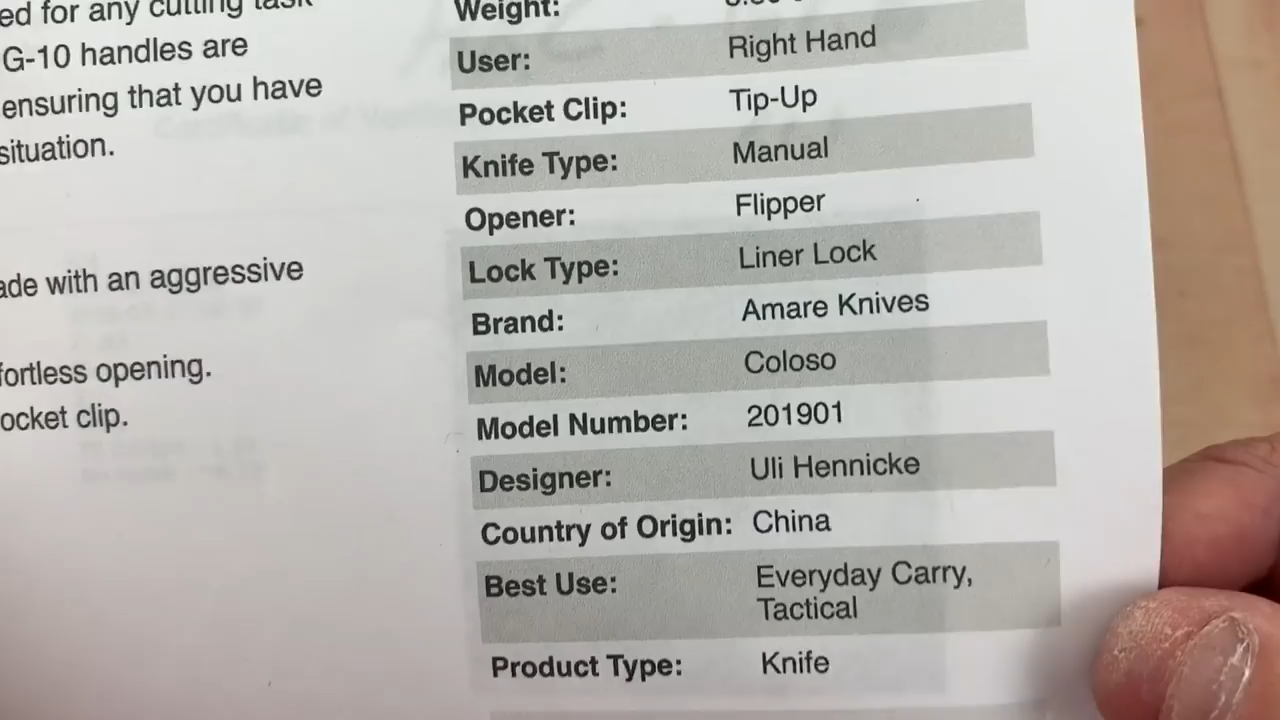 ed for any cutting task
G-10 handles are
ensuring that you have
situation.
ade with an aggressive
fortless opening.
ocket clip.
Weight:
User: Right Hand
Pocket Clip: Tip-Up
Knife Type: Manual
Opener: Flipper
Lock Type: Liner Lock
Brand: Amare Knives
Model: Coloso
Model Number: 201901
Designer: Uli Hennicke
Country of Origin: China
Best Use: Everyday Carry,
Tactical
Product Type: Knife